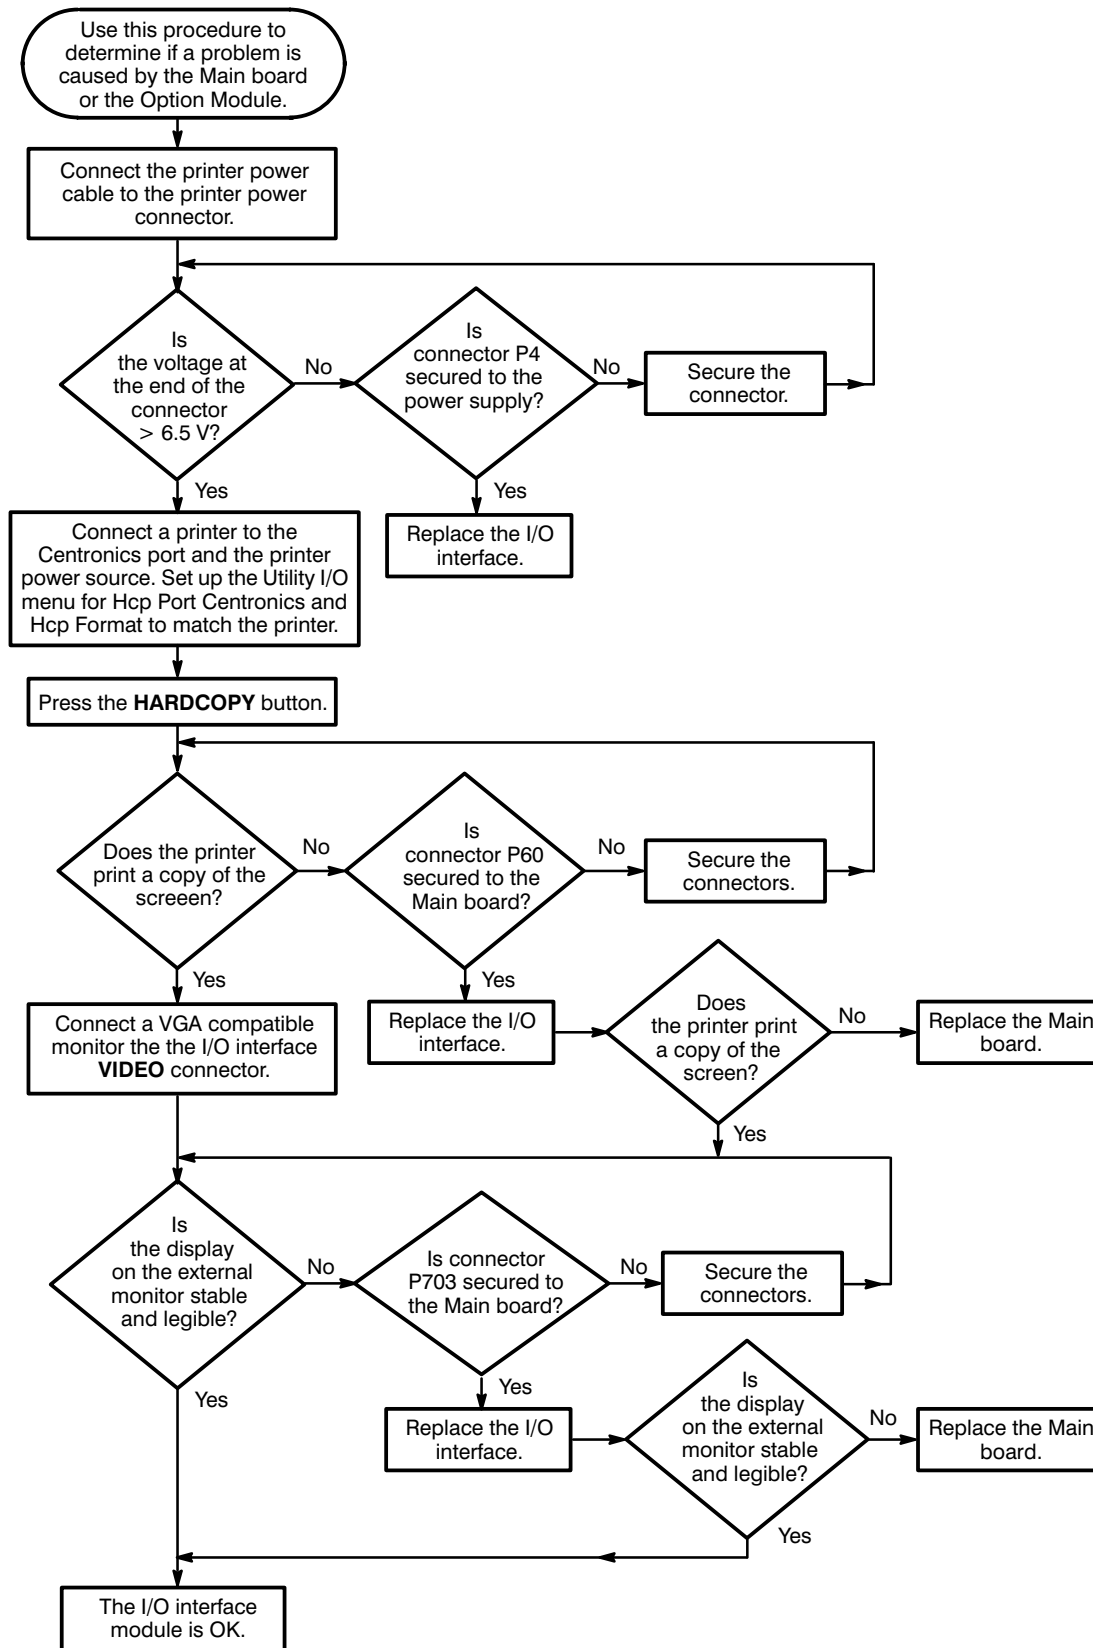 Use this procedure to
determine if a problem is
caused by the Main board
or the Option Module.
Connect the printer power
cable to the printer power
connector.
Is
the voltage at
the end of the
connector
> 6.5 V?
No
Is
connector P4
secured to the
power supply?
No
Secure the
connector.
Yes
Yes
Connect a printer to the
Centronics port and the printer
power source. Set up the Utility I/O
menu for Hcp Port Centronics and
Hcp Format to match the printer.
Replace the I/O
interface.
Press the HARDCOPY button.
Does the printer
print a copy of the
screeen?
No
Is
connector P60
secured to the
Main board?
No
Secure the
connectors.
Yes
Yes
Connect a VGA compatible
monitor the the I/O interface
VIDEO connector.
Replace the I/O
interface.
Does
the printer print
a copy of the
screen?
No
Replace the Main
board.
Yes
Is
the display
on the external
monitor stable
and legible?
No
Is connector
P703 secured to
the Main board?
No
Secure the
connectors.
Yes
Yes
Replace the I/O
interface.
Is
the display
on the external
monitor stable
and legible?
No
Replace the Main
board.
Yes
The I/O interface
module is OK.